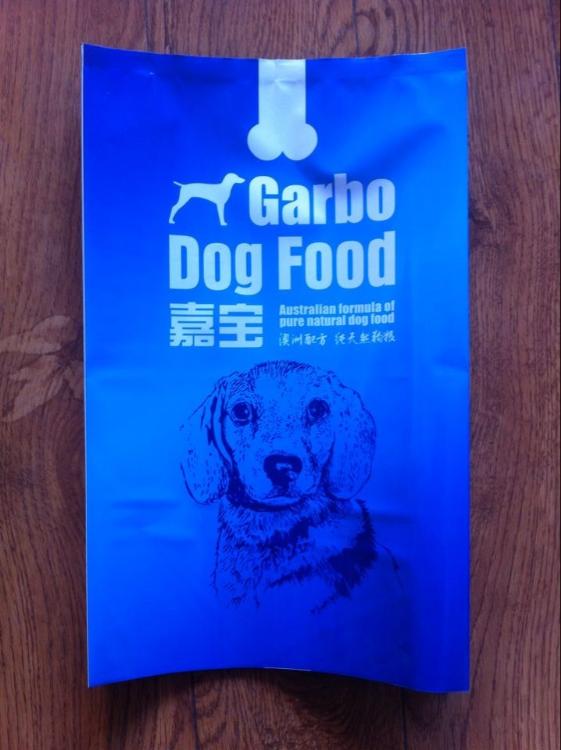 Garbo
Dog Food
嘉宝
Australian formula of
pure natural dog food
澳洲配方 纯天然狗粮